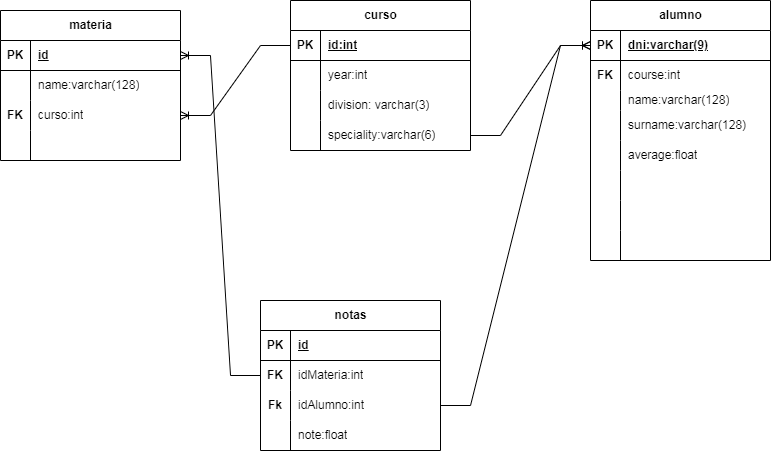 materia
PK id
name:varchar(128)
FK curso:int
curso
PK id:int
year:int
division: varchar(3)
speciality:varchar(6)
alumno
PK dni:varchar(9)
FK course:int
name:varchar(128)
surname:varchar(128)
average:float
notas
PK id
FK idMateria:int
Fk idAlumno:int
note:float